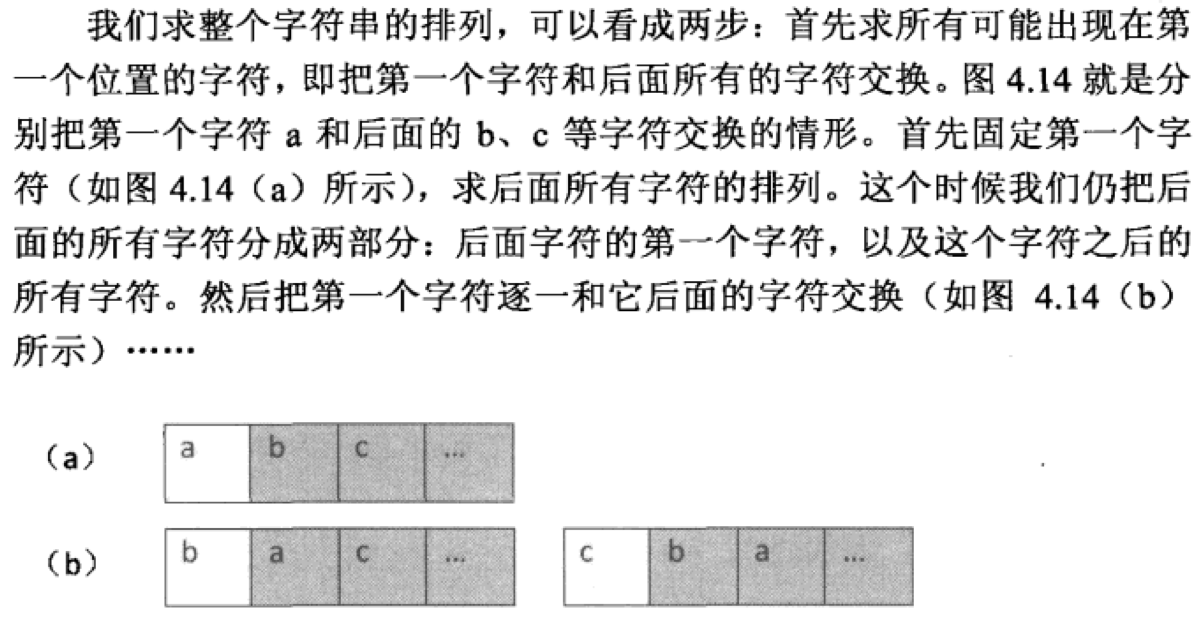 我们求整个字符串的排列，可以看成两步：首先求所有可能出现在第
一个位置的字符，即把第一个字符和后面所有的字符交换。图 4.14 就是分
别把第一个字符 a 和后面的 b、c 等字符交换的情形。首先固定第一个字
符（如图 4.14（a）所示），求后面所有字符的排列。这个时候我们仍把后
面的所有字符分成两部分：后面字符的第一个字符，以及这个字符之后的
所有字符。然后把第一个字符逐一和它后面的字符交换（如图 4.14（b）
所示）……
（a） a b c ...
（b） b a c ... c b a ...